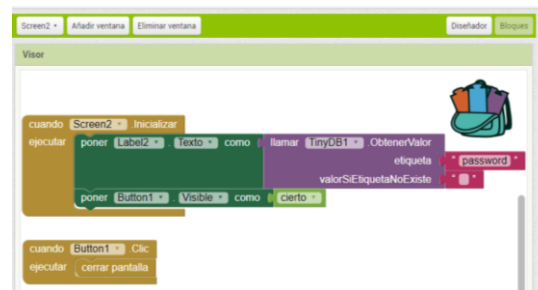 Screen2 Añadir ventana Eliminar ventana Diseñador Bloques
Visor
cuando Screen2 . Inicializar
ejecutar poner Label2 . Texto como llamar TinyDB1 .ObtenerValor
etiqueta " password "
valorSiEtiquetaNoExiste " "
poner Button1 . Visible como cierto
cuando Button1 .Clic
ejecutar cerrar pantalla